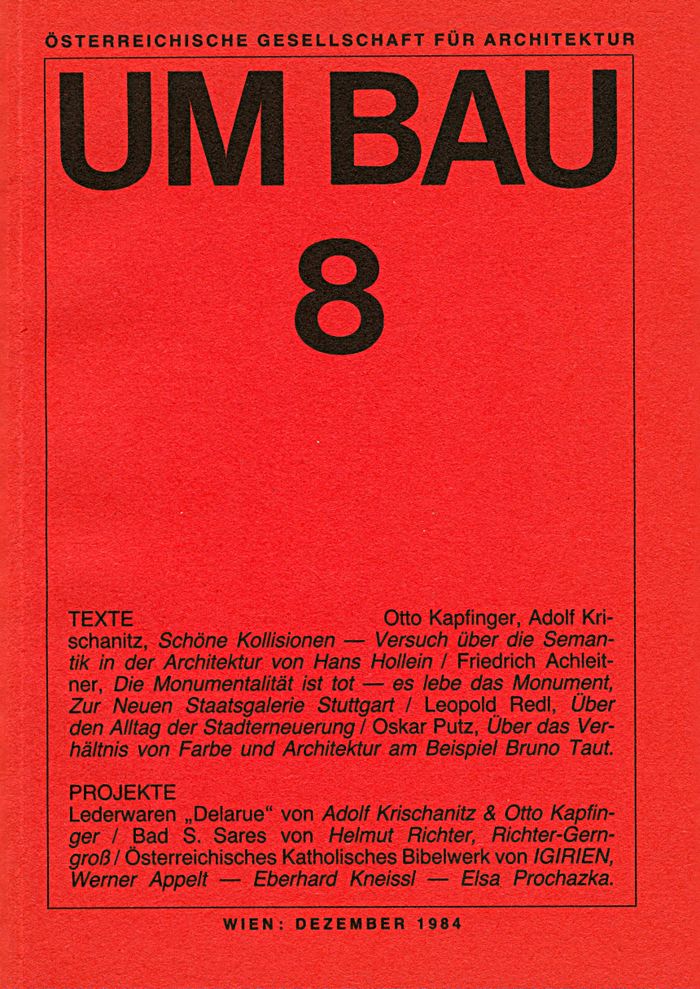 ÖSTERREICHISCHE GESELLSCHAFT FÜR ARCHITEKTUR
UM BAU
8
TEXTE Otto Kapfinger, Adolf Kri-
schanitz, Schöne Kollisionen — Versuch über die Seman-
tik in der Architektur von Hans Hollein / Friedrich Achleit-
ner, Die Monumentalität ist tot — es lebe das Monument,
Zur Neuen Staatsgalerie Stuttgart / Leopold Redl, Über
den Alltag der Stadterneuerung / Oskar Putz, Über das Ver-
hältnis von Farbe und Architektur am Beispiel Bruno Taut.
PROJEKTE
Lederwaren „Delarue“ von Adolf Krischanitz & Otto Kapfin-
ger / Bad S. Sares von Helmut Richter, Richter-Gern-
groß / Österreichisches Katholisches Bibelwerk von IGIRIEN,
Werner Appelt — Eberhard Kneissl — Elsa Prochazka.
WIEN: DEZEMBER 1984